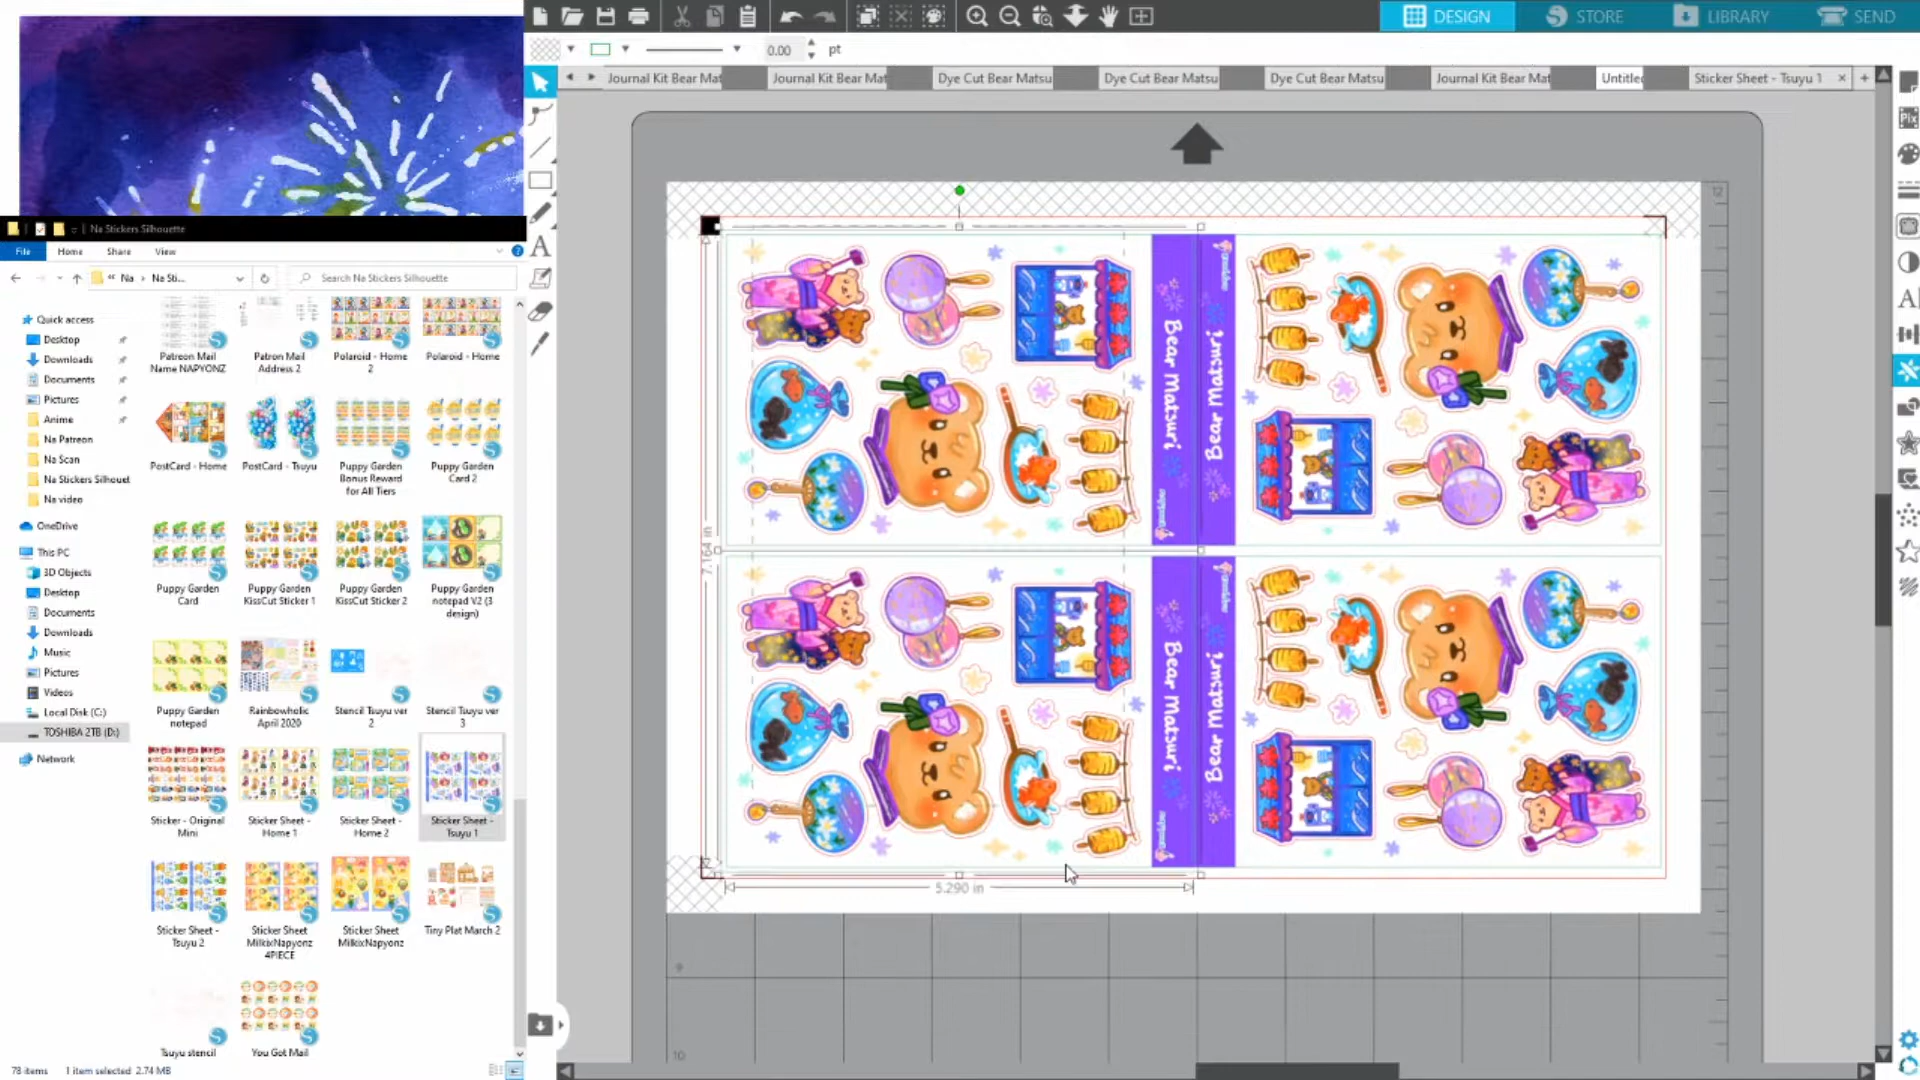 DESIGN
STORE
LIBRARY
SEND
0.00
pt
Journal Kit Bear Mat
Journal Kit Bear Mat
Dye Cut Bear Matsu
Dye Cut Bear Matsu
Dye Cut Bear Matsu
Journal Kit Bear Mat
Untitle
Sticker Sheet - Tsuyu 1
Na Stickers Silhouette
File
Home
Share
View
Na
Na Sti...
Search Na Stickers Silhouette
Quick access
Desktop
Downloads
Documents
Pictures
Anime
Na Patreon
Na Scan
Na Stickers Silhouet
Na video
OneDrive
This PC
3D Objects
Desktop
Documents
Downloads
Music
Pictures
Videos
Local Disk (C:)
TOSHIBA 2TB (D:)
Network
Patreon Mail
Name NAPYONZ
Patron Mail
Address 2
Polaroid - Home
2
Polaroid - Home
PostCard - Home
PostCard - Tsuyu
Puppy Garden
Bonus Reward
for All Tiers
Puppy Garden
Card 2
Puppy Garden
Card
Puppy Garden
KissCut Sticker 1
Puppy Garden
KissCut Sticker 2
Puppy Garden
notepad V2 (3
design)
Puppy Garden
notepad
Rainbowholic
April 2020
Stencil Tsuyu ver
2
Stencil Tsuyu ver
3
Sticker - Original
Mini
Sticker Sheet -
Home 1
Sticker Sheet -
Home 2
Sticker Sheet -
Tsuyu 1
Sticker Sheet -
Tsuyu 2
Sticker Sheet
MilkixNapyonz
4PIECE
Sticker Sheet
MilkixNapyonz
Tiny Plat March 2
Tsuyu stencil
You Got Mail
78 items
1 item selected 2.74 MB
Pix
12
Bear Matsuri
Bear Matsuri
Bear Matsuri
Bear Matsuri
7.164 in
5.290 in
9
10